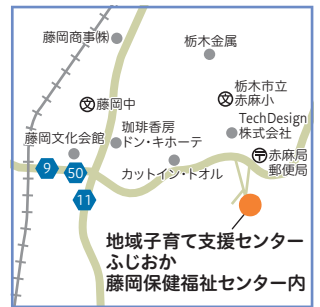 藤岡商事㈱
栃木金属
藤岡中
栃木市立
赤麻小
TechDesign
株式会社
珈琲香房
ドン・キホーテ
藤岡文化会館
赤麻局
郵便局
カットイン・トオル
9
50
11
地域子育て支援センター
ふじおか
藤岡保健福祉センター内